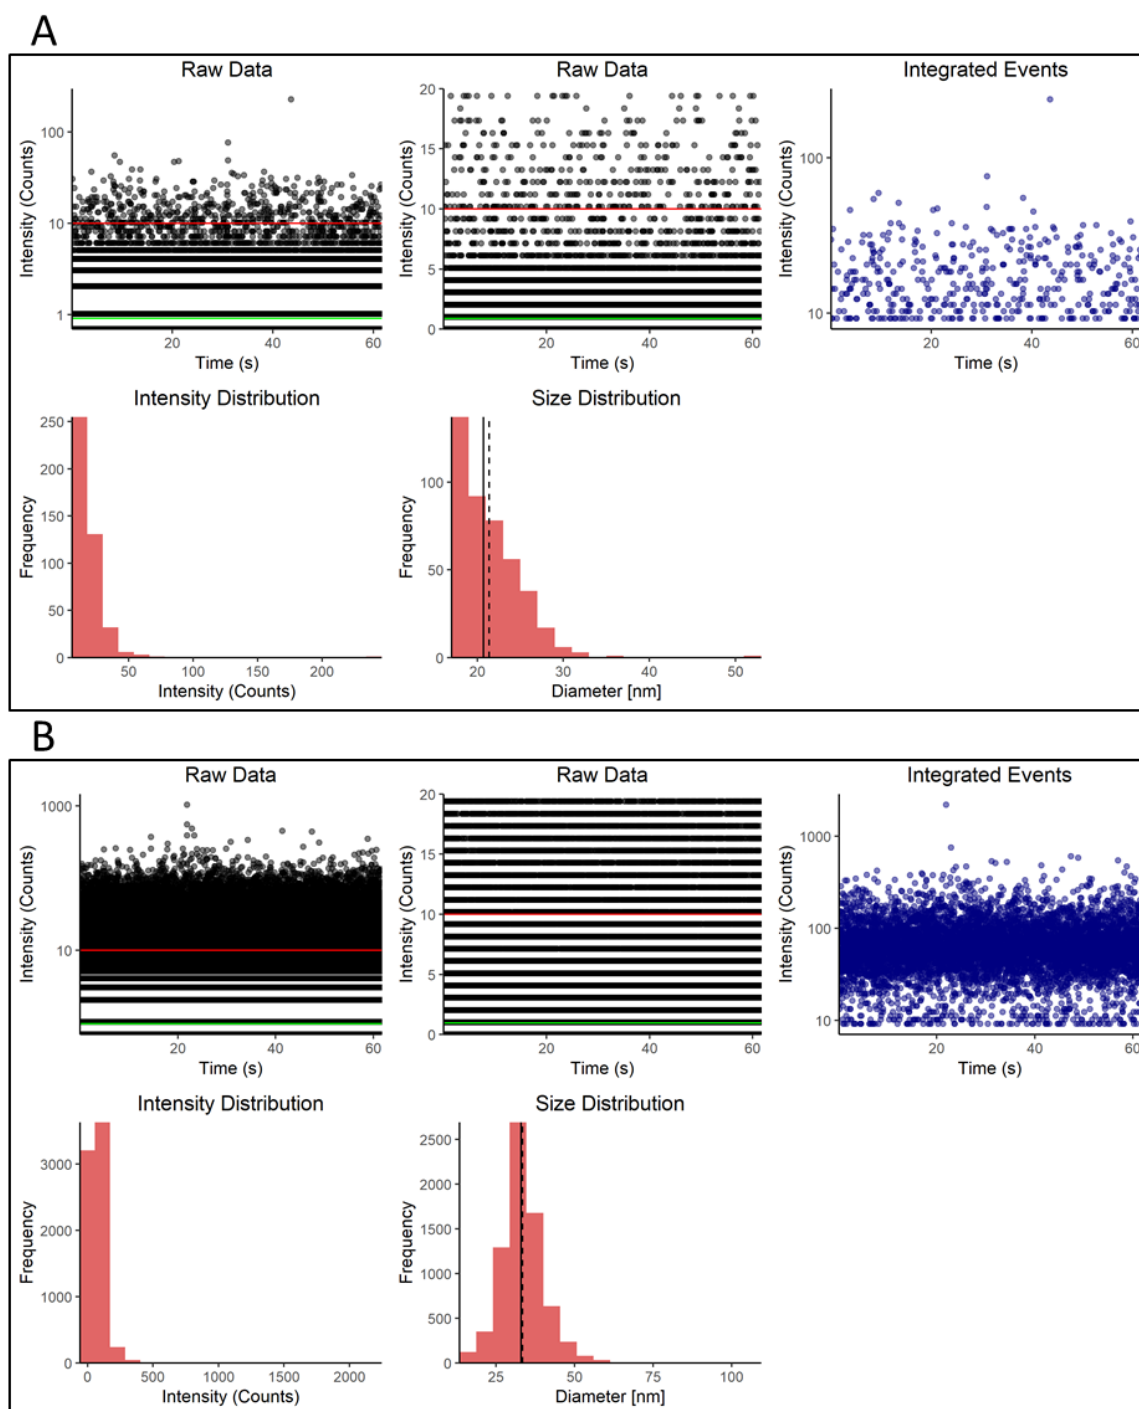 A
Raw Data
Raw Data
Integrated Events
Intensity (Counts)
100
10
1
20
40
60
Time (s)
Intensity (Counts)
20
15
10
5
0
20
40
60
Time (s)
Intensity (Counts)
100
10
20
40
60
Time (s)
Intensity Distribution
Size Distribution
Frequency
250
200
150
100
50
0
50
100
150
200
Intensity (Counts)
Frequency
100
50
0
20
30
40
50
Diameter [nm]
B
Raw Data
Raw Data
Integrated Events
Intensity (Counts)
1000
10
20
40
60
Time (s)
Intensity (Counts)
20
15
10
5
0
20
40
60
Time (s)
Intensity (Counts)
1000
100
10
20
40
60
Time (s)
Intensity Distribution
Size Distribution
Frequency
3000
2000
1000
0
0
500
1000
1500
2000
Intensity (Counts)
Frequency
2500
2000
1500
1000
500
0
25
50
75
100
Diameter [nm]